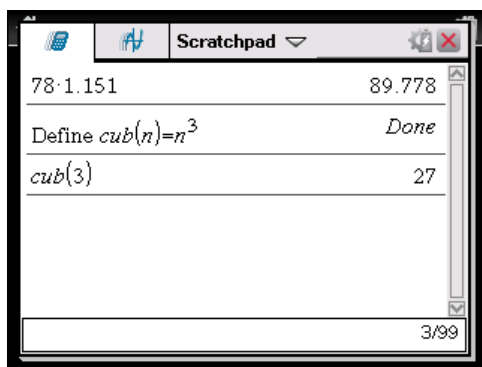 Scratchpad
78·1.151 89.778
Define cub(n)=n³ Done
cub(3) 27
3/99